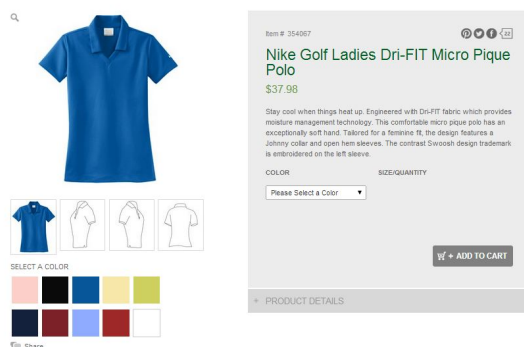 Item # 354067
22
Nike Golf Ladies Dri-FIT Micro Pique
Polo
$37.98
Stay cool when things heat up. Engineered with Dri-FIT fabric which provides
moisture management technology. This comfortable micro pique polo has an
exceptionally soft hand. Tailored for a feminine fit, the design features a
Johnny collar and open hem sleeves. The contrast Swoosh design trademark
is embroidered on the left sleeve.
COLOR SIZE/QUANTITY
Please Select a Color
+ ADD TO CART
+ PRODUCT DETAILS
SELECT A COLOR
Share